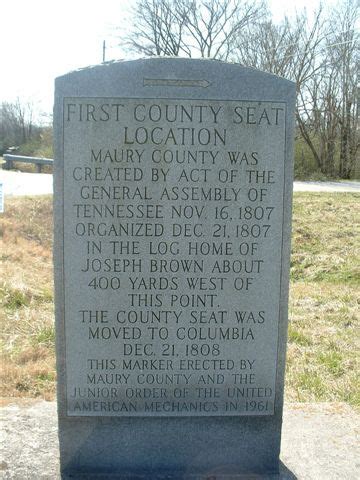 FIRST COUNTY SEAT
LOCATION
MAURY COUNTY WAS
CREATED BY ACT OF THE
GENERAL ASSEMBLY OF
TENNESSEE NOV. 16, 1807
ORGANIZED DEC. 21, 1807
IN THE LOG HOME OF
JOSEPH BROWN ABOUT
400 YARDS WEST OF
THIS POINT.
THE COUNTY SEAT WAS
MOVED TO COLUMBIA
DEC. 21, 1808
THIS MARKER ERECTED BY
MAURY COUNTY AND THE
JUNIOR ORDER OF THE UNITED
AMERICAN MECHANICS IN 1961